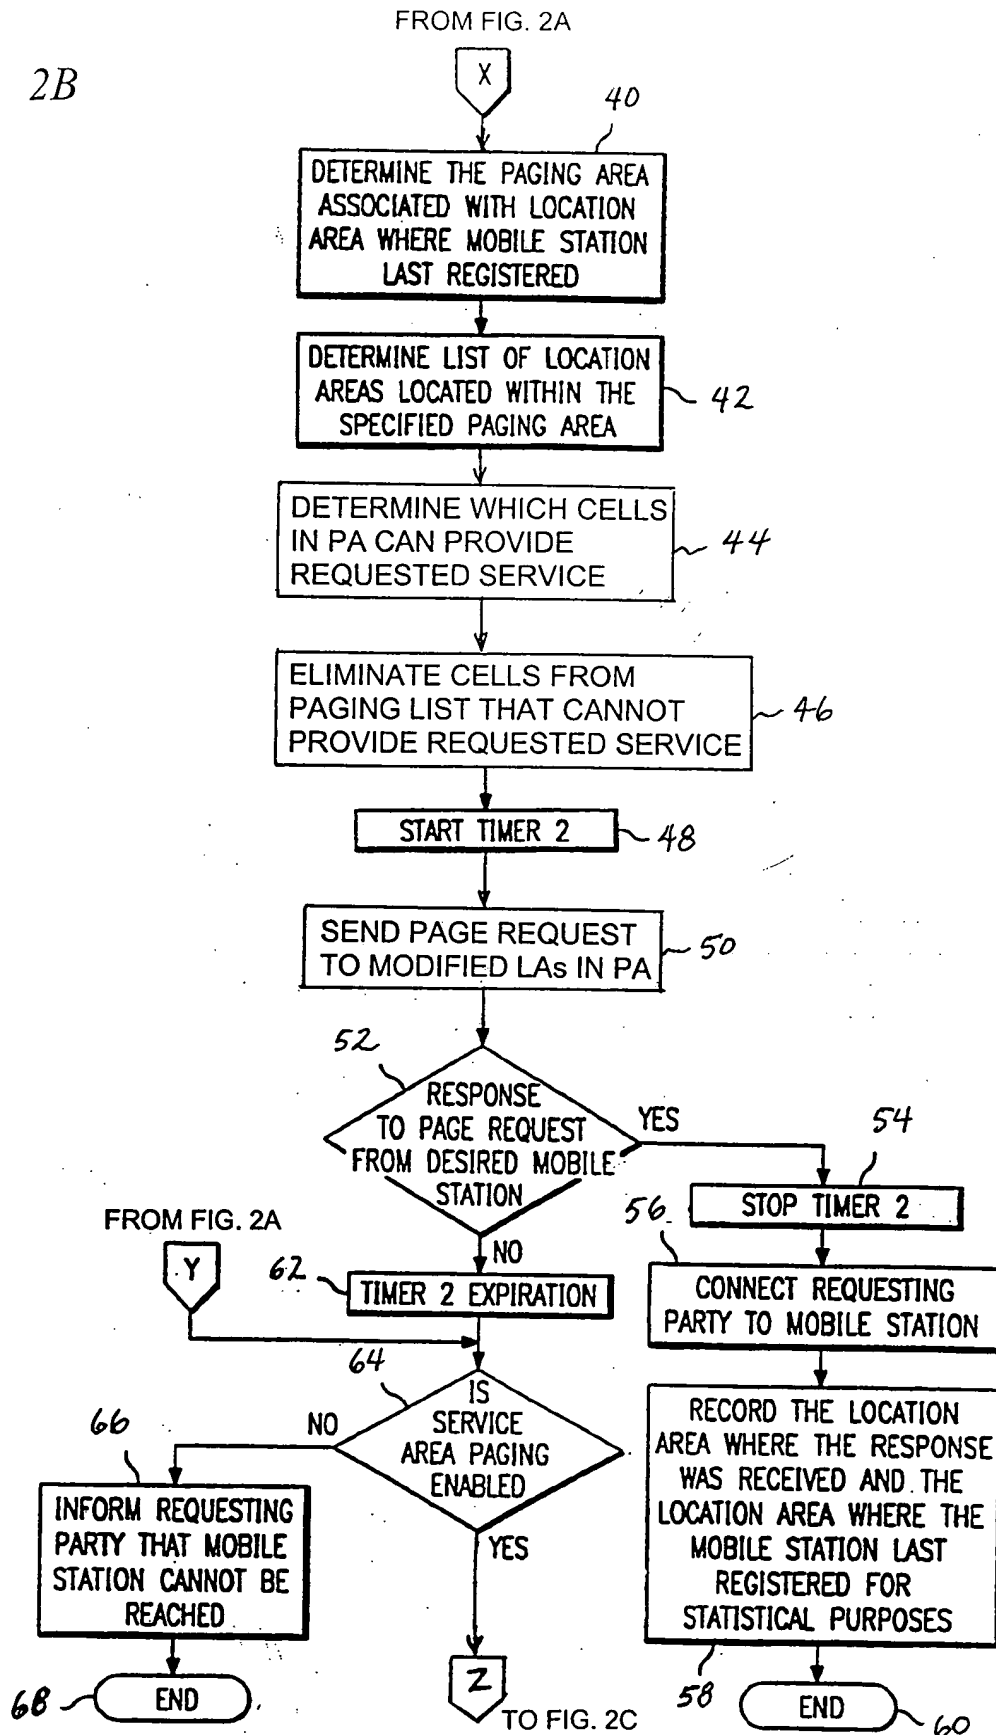 FROM FIG. 2A
2B
X
40
DETERMINE THE PAGING AREA
ASSOCIATED WITH LOCATION
AREA WHERE MOBILE STATION
LAST REGISTERED
DETERMINE LIST OF LOCATION
AREAS LOCATED WITHIN THE
SPECIFIED PAGING AREA
42
DETERMINE WHICH CELLS
IN PA CAN PROVIDE
REQUESTED SERVICE
44
ELIMINATE CELLS FROM
PAGING LIST THAT CANNOT
PROVIDE REQUESTED SERVICE
46
START TIMER 2
48
SEND PAGE REQUEST
TO MODIFIED LAs IN PA
50
52
RESPONSE
TO PAGE REQUEST
FROM DESIRED MOBILE
STATION
YES
54
STOP TIMER 2
56
CONNECT REQUESTING
PARTY TO MOBILE STATION
RECORD THE LOCATION
AREA WHERE THE RESPONSE
WAS RECEIVED AND THE
LOCATION AREA WHERE THE
MOBILE STATION LAST
REGISTERED FOR
STATISTICAL PURPOSES
58
END
60
FROM FIG. 2A
Y
NO
62
TIMER 2 EXPIRATION
64
IS
SERVICE
AREA PAGING
ENABLED
NO
66
INFORM REQUESTING
PARTY THAT MOBILE
STATION CANNOT BE
REACHED
68
END
YES
Z
TO FIG. 2C